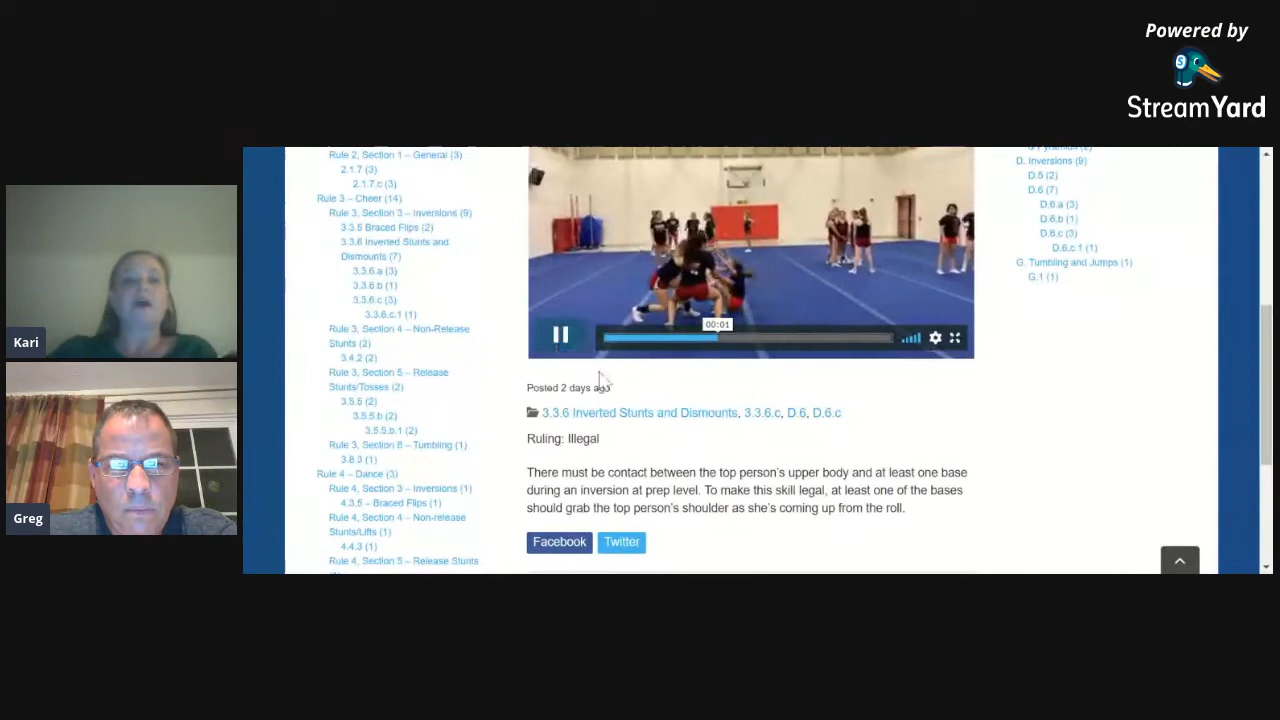 Powered by
StreamYard
Rule 2, Section 1 – General (3)
2.1.7 (3)
2.1.7.c (3)
Rule 3 – Cheer (14)
Rule 3, Section 3 – Inversions (9)
3.3.5 Braced Flips (2)
3.3.6 Inverted Stunts and
Dismounts (7)
3.3.6.a (3)
3.3.6.b (1)
3.3.6.c (3)
3.3.6.c.1 (1)
Rule 3, Section 4 – Non-Release
Stunts (2)
3.4.2 (2)
Rule 3, Section 5 – Release
Stunts/Tosses (2)
3.5.5 (2)
3.5.5.b (2)
3.5.5.b.1 (2)
Rule 3, Section 8 – Tumbling (1)
3.8.3 (1)
Rule 4 – Dance (3)
Rule 4, Section 3 – Inversions (1)
4.3.5 – Braced Flips (1)
Rule 4, Section 4 – Non-release
Stunts/Lifts (1)
4.4.3 (1)
Rule 4, Section 5 – Release Stunts
00:01
Posted 2 days ago
3.3.6 Inverted Stunts and Dismounts, 3.3.6.c, D.6, D.6.c
Ruling: Illegal
There must be contact between the top person's upper body and at least one base
during an inversion at prep level. To make this skill legal, at least one of the bases
should grab the top person's shoulder as she's coming up from the roll.
Facebook Twitter
D. Inversions (9)
D.5 (2)
D.6 (7)
D.6.a (3)
D.6.b (1)
D.6.c (3)
D.6.c.1 (1)
G. Tumbling and Jumps (1)
G.1 (1)
Kari
Greg